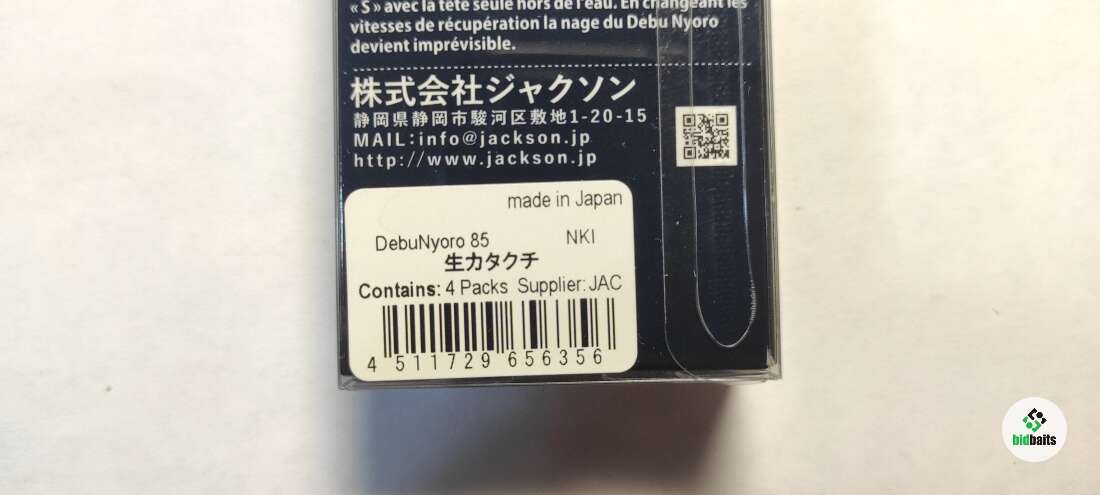 « S » avec la tête seule hors de l'eau. En changeant les
vitesses de récupération la nage du Debu Nyoro
devient imprévisible.
株式会社ジャクソン
静岡県静岡市駿河区敷地1-20-15
MAIL:info@jackson.jp
http://www.jackson.jp
made in Japan
DebuNyoro 85 NKI
生カタクチ
Contains: 4 Packs Supplier: JAC
4 511729 656356
bidbaits